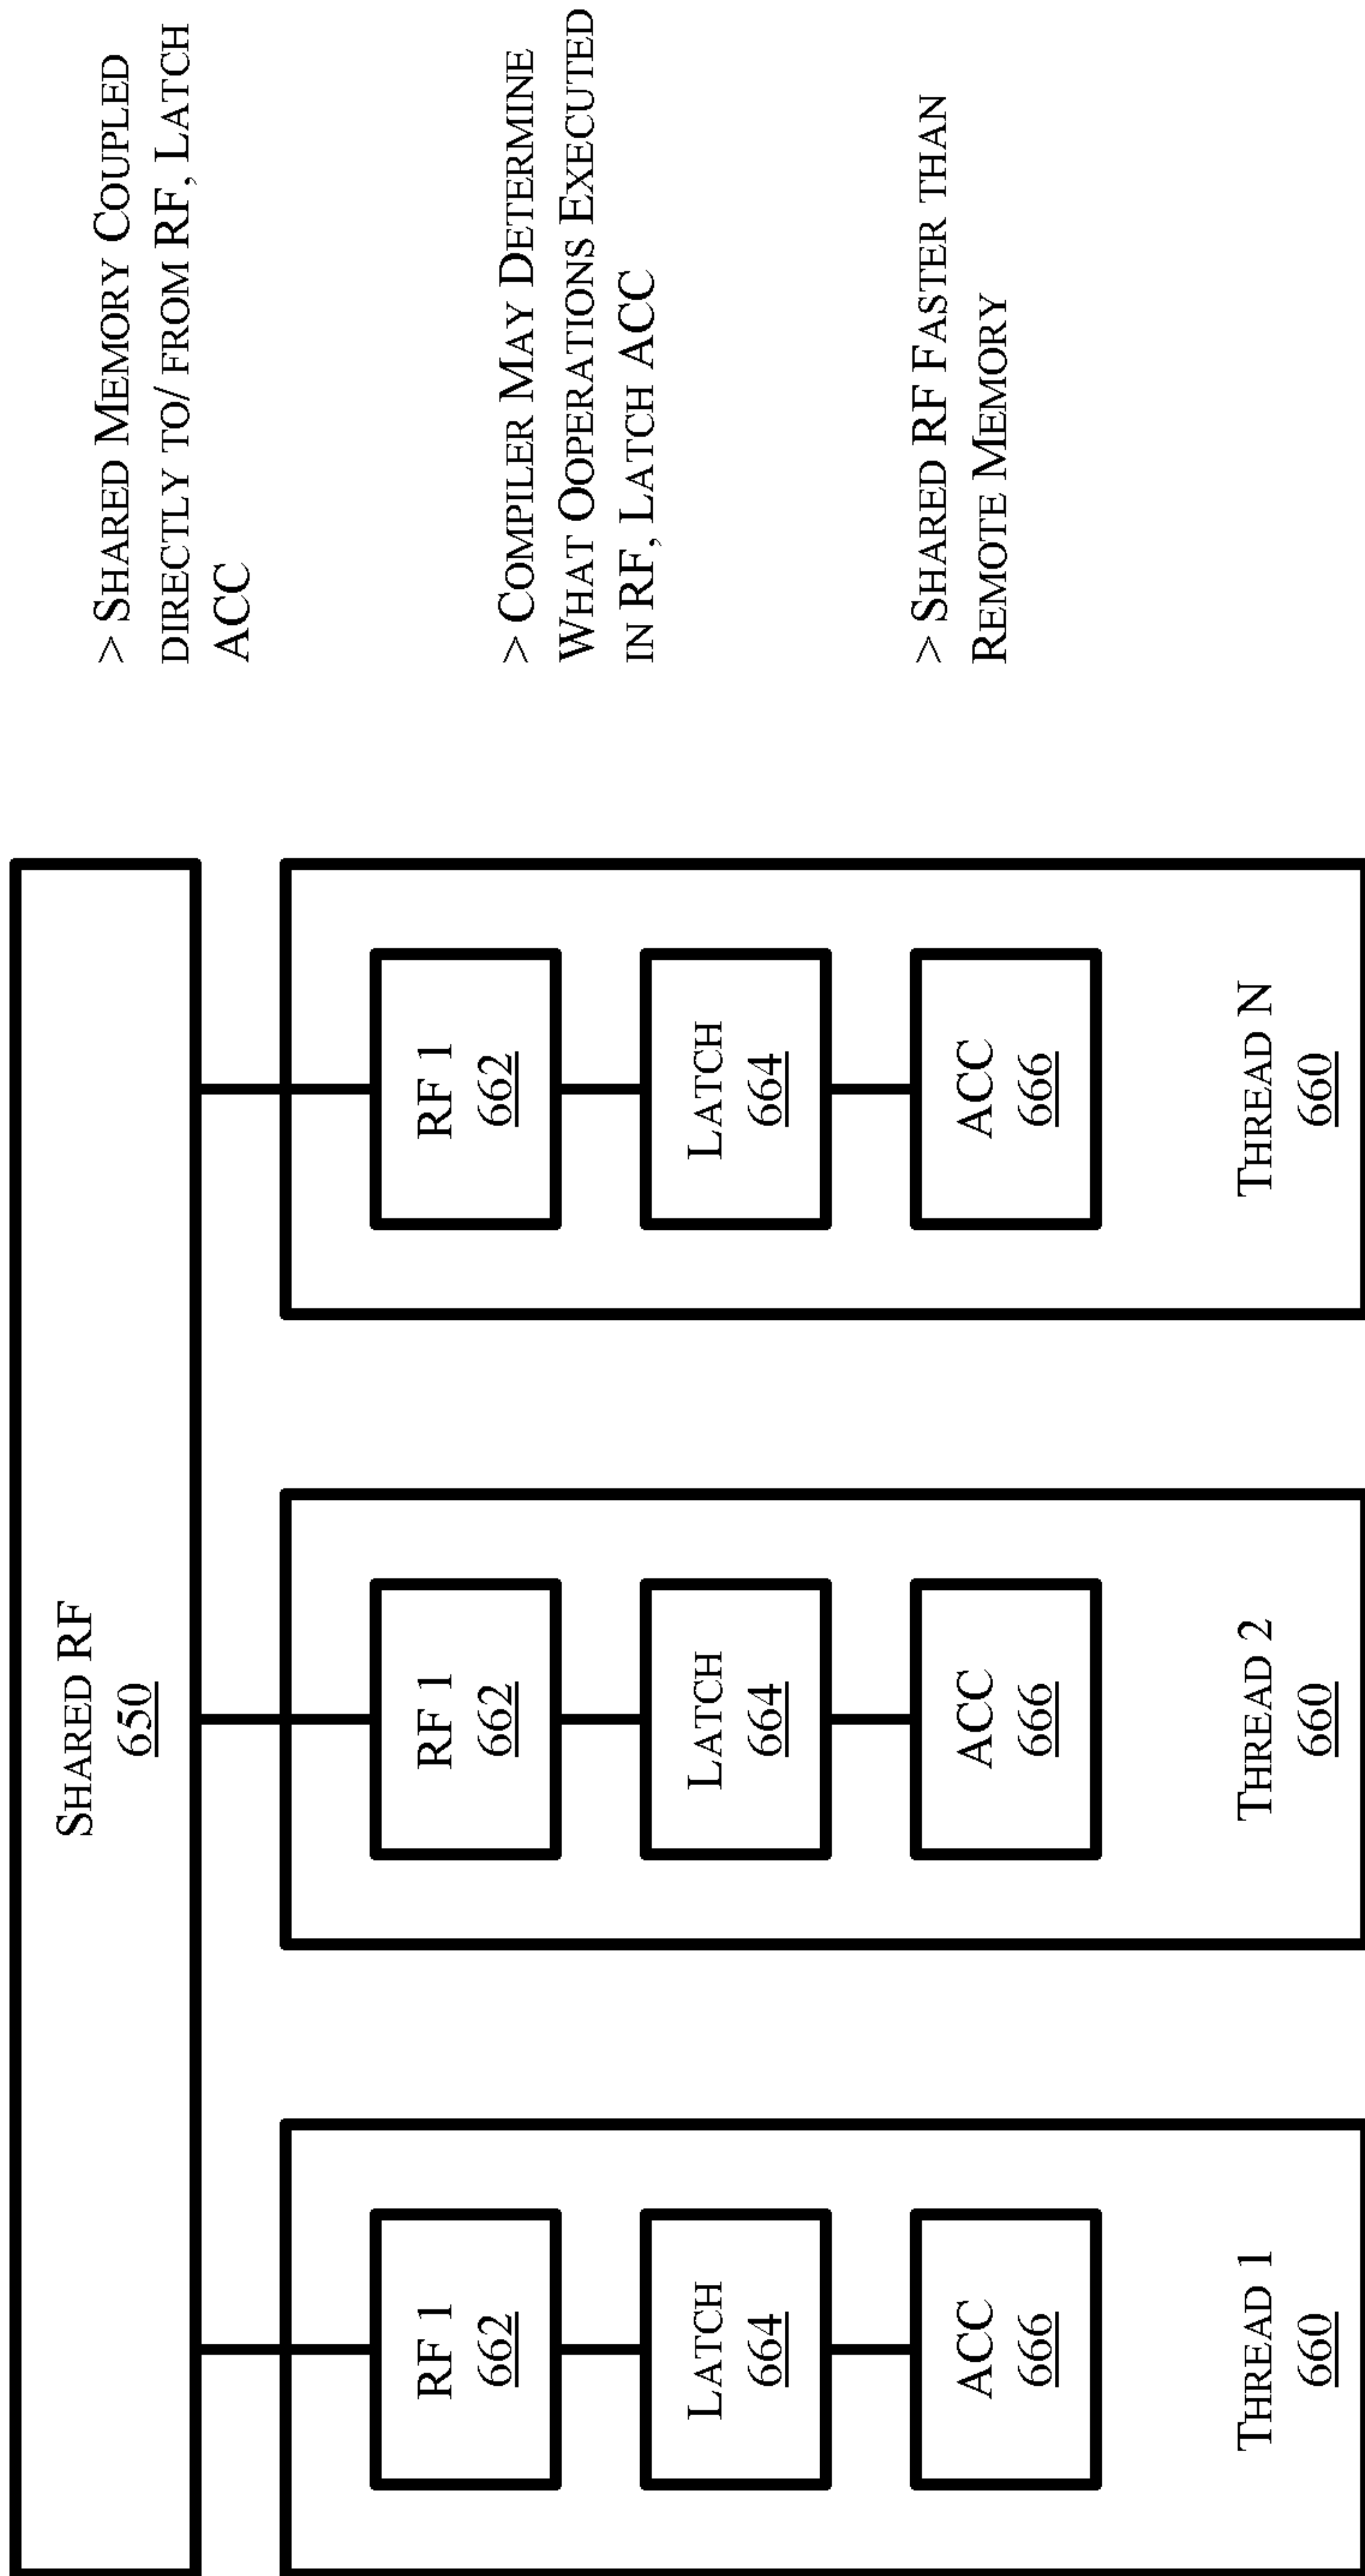 SHARED RF
650
RF 1
662
LATCH
664
ACC
666
THREAD 1
660
RF 1
662
LATCH
664
ACC
666
THREAD 2
660
RF 1
662
LATCH
664
ACC
666
THREAD N
660
> SHARED MEMORY COUPLED
DIRECTLY TO/ FROM RF, LATCH
ACC
> COMPILER MAY DETERMINE
WHAT OOPERATIONS EXECUTED
IN RF, LATCH ACC
> SHARED RF FASTER THAN
REMOTE MEMORY